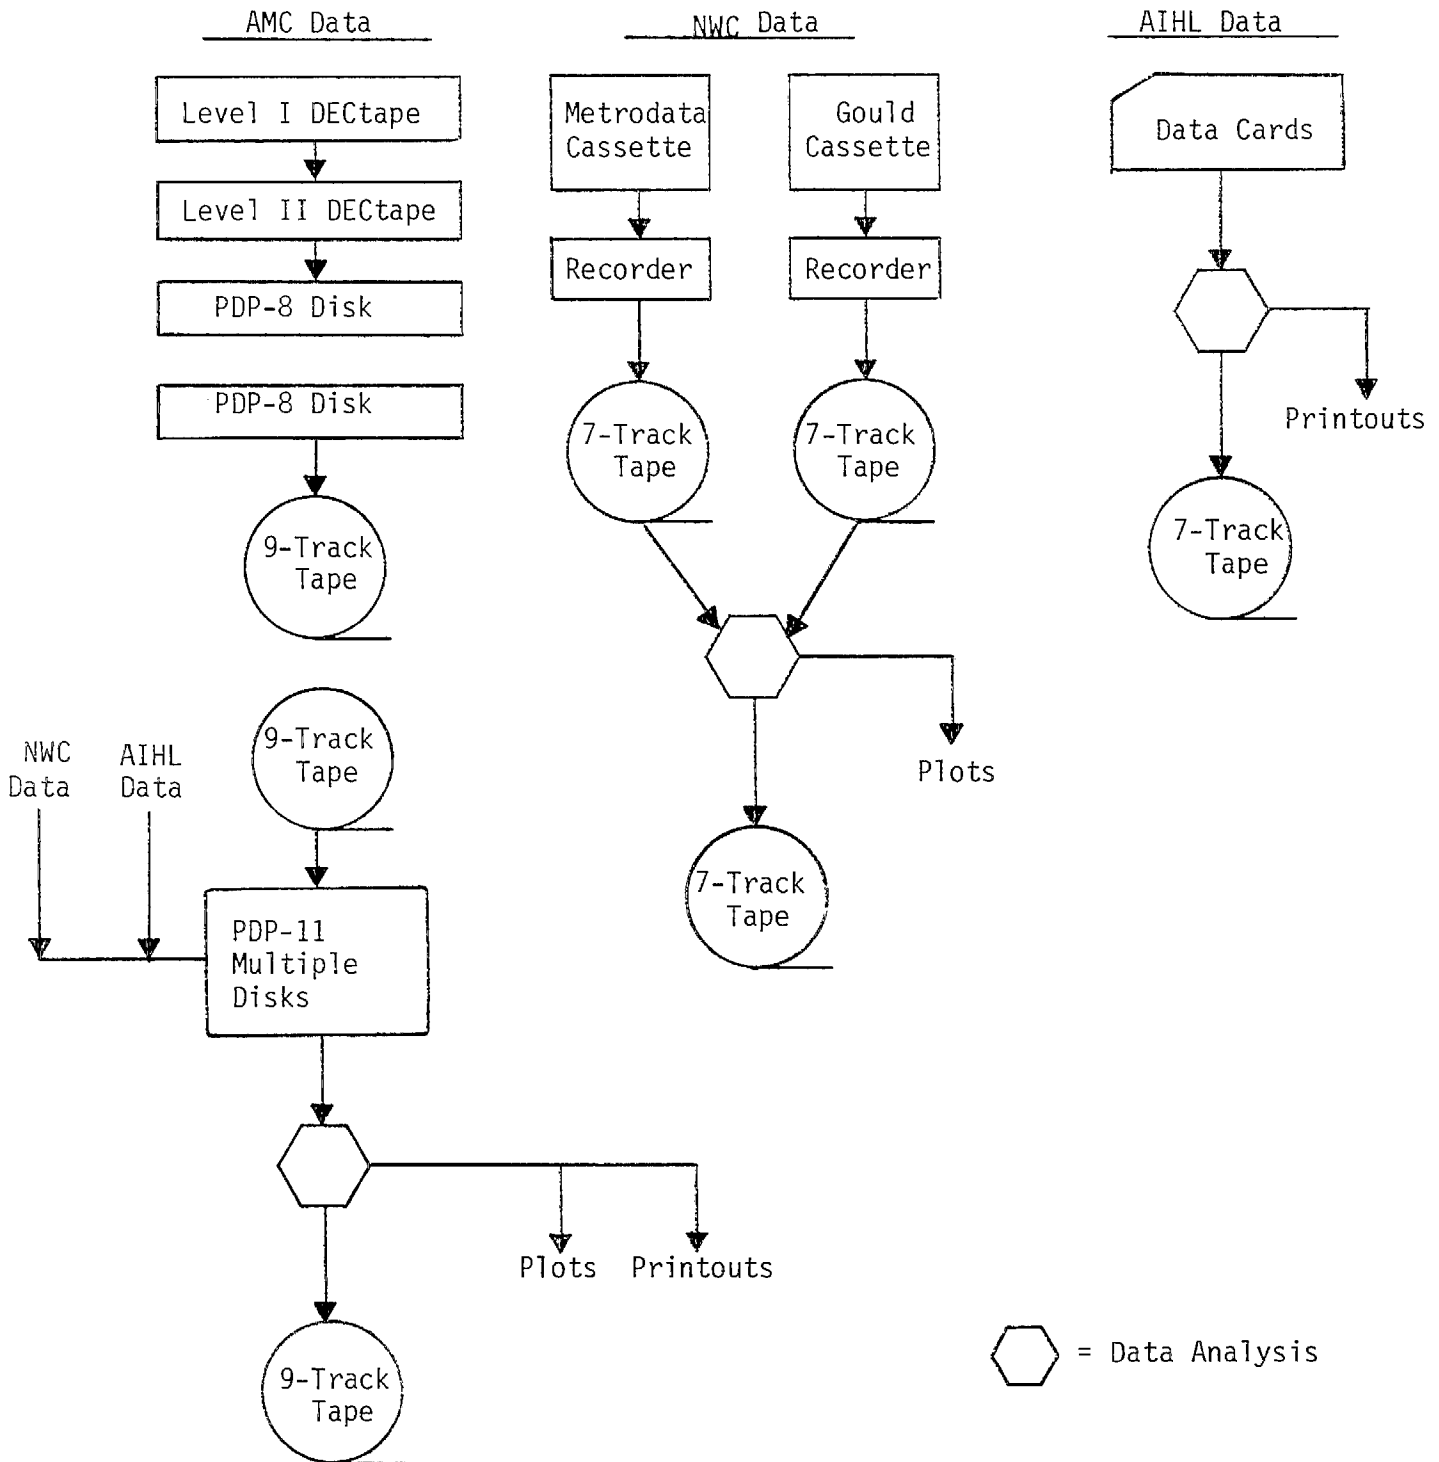 AMC Data
Level I DECtape
Level II DECtape
PDP-8 Disk
PDP-8 Disk
9-Track
Tape
9-Track
Tape
NWC
Data
AIHL
Data
PDP-11
Multiple
Disks
Plots
Printouts
9-Track
Tape
NWC Data
Metrodata
Cassette
Gould
Cassette
Recorder
Recorder
7-Track
Tape
7-Track
Tape
Plots
7-Track
Tape
AIHL Data
Data Cards
Printouts
7-Track
Tape
= Data Analysis